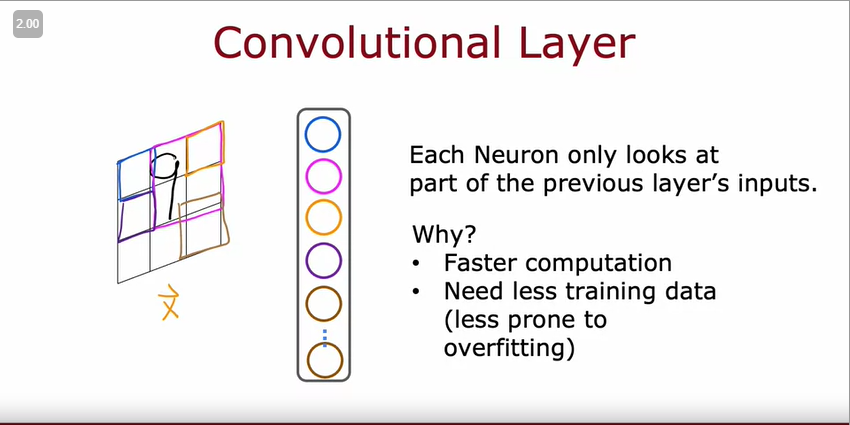 2.00
Convolutional Layer
9
x⃗
Each Neuron only looks at
part of the previous layer’s inputs.
Why?
• Faster computation
• Need less training data
(less prone to
overfitting)